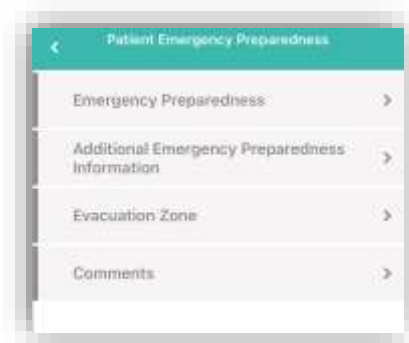 Patient Emergency Preparedness
Emergency Preparedness
Additional Emergency Preparedness
Information
Evacuation Zone
Comments